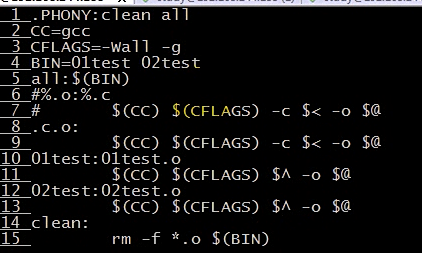 1 .PHONY:clean all
2 CC=gcc
3 CFLAGS=-Wall -g
4 BIN=01test 02test
5 all:$(BIN)
6 #%.o:%.c
7 #       $(CC) $(CFLAGS) -c $< -o $@
8 .c.o:
9         $(CC) $(CFLAGS) -c $< -o $@
10 01test:01test.o
11         $(CC) $(CFLAGS) $^ -o $@
12 02test:02test.o
13         $(CC) $(CFLAGS) $^ -o $@
14 clean:
15         rm -f *.o $(BIN)